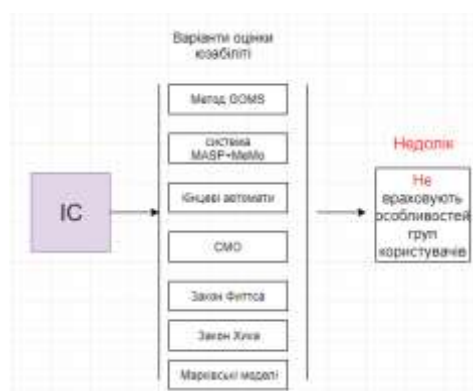 Варіанти оцінки
юзабіліті
Метод GOMS
система
MASP+MeMo
Кінцеві автомати
СМО
Закон Фиттса
Закон Хика
Марківські моделі
ІС
Недолік
Не
враховують
особливостей
груп
користувачів